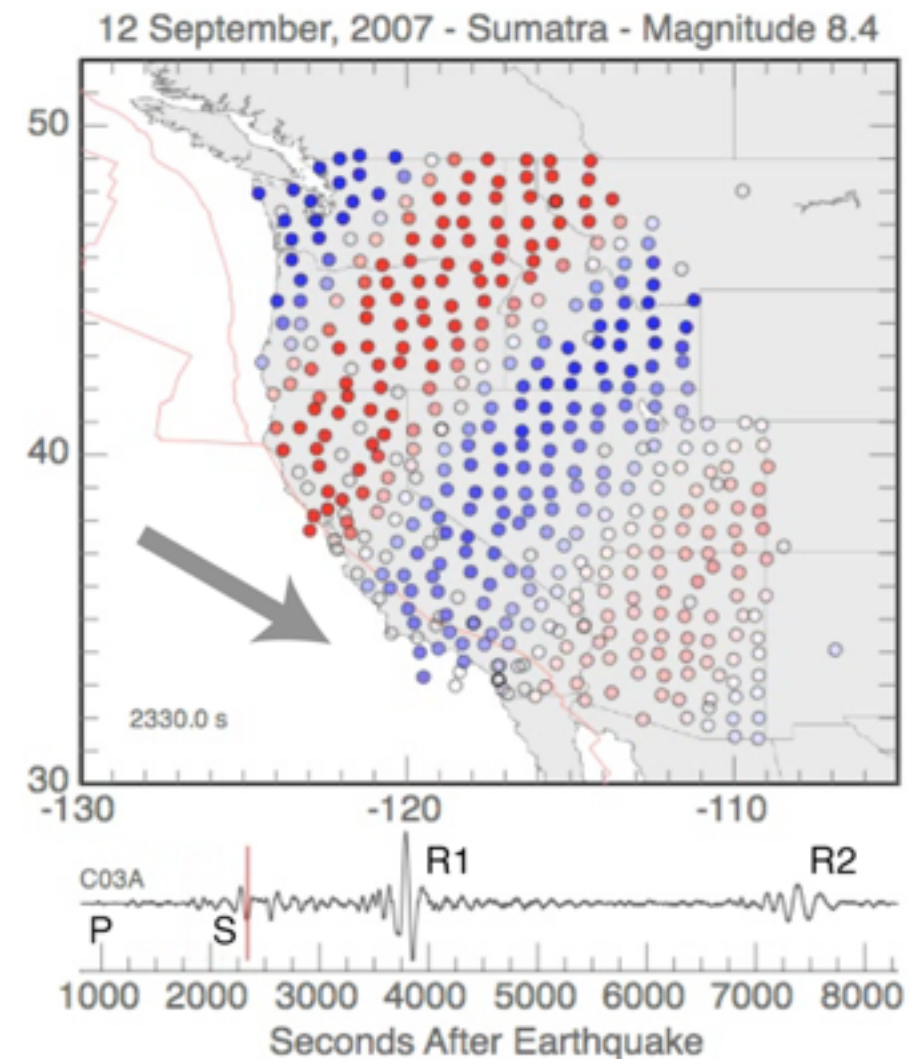 12 September, 2007 - Sumatra - Magnitude 8.4
50
40
30
-130 -120 -110
2330.0 s
C03A
R1 R2
P S
1000 2000 3000 4000 5000 6000 7000 8000
Seconds After Earthquake